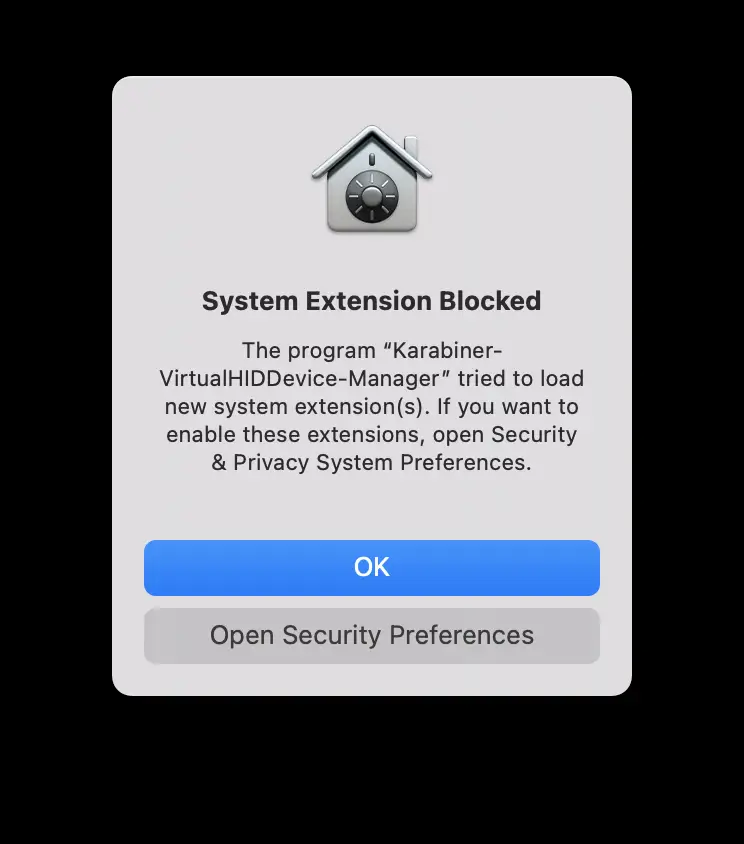 System Extension Blocked
The program “Karabiner-
VirtualHIDDevice-Manager” tried to load
new system extension(s). If you want to
enable these extensions, open Security
& Privacy System Preferences.
OK
Open Security Preferences